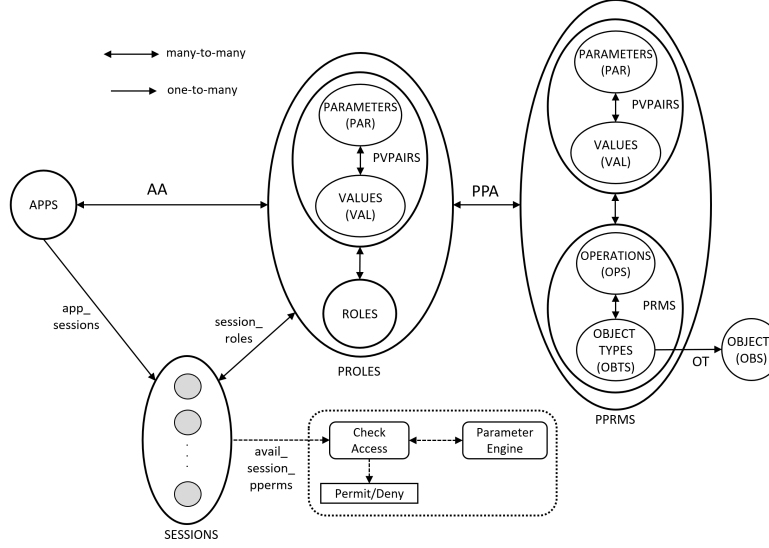 many-to-many
one-to-many
PARAMETERS
(PAR)
PVPAIRS
VALUES
(VAL)
PARAMETERS
(PAR)
PVPAIRS
VALUES
(VAL)
APPS
AA
PPA
OPERATIONS
(OPS)
PRMS
OBJECT
TYPES
(OBTS)
OT
OBJECT
(OBS)
ROLES
PROLES
PPRMS
app_
sessions
session_
roles
SESSIONS
avail_
session_
pperms
Check
Access
Parameter
Engine
Permit/Deny